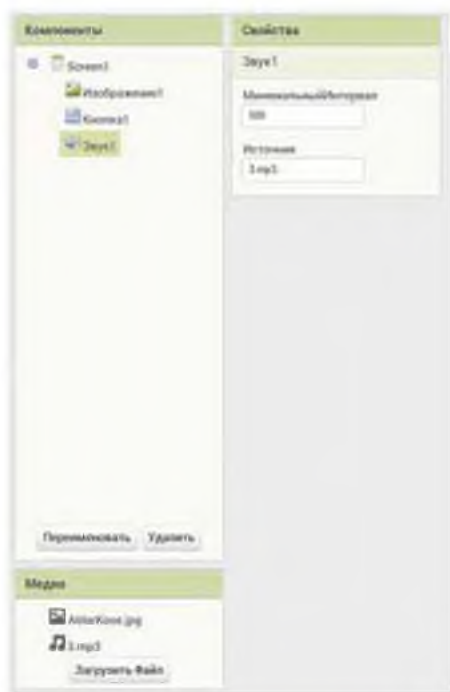 Компоненты
Screen1
Изображение1
Кнопка1
Звук1
Переименовать Удалить
Медиа
AldarKose.jpg
3.mp3
Загрузить Файл
Свойства
Звук1
МинимальныйИнтервал
500
Источник
3.mp3